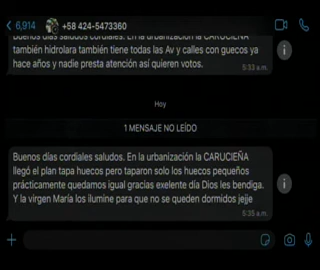 6,914
+58 424-5473360
Buenos días saludos cordiales. En la urbanización la CARUCIEÑA
también hidrolara también tiene todas las Av y calles con guecos ya
hace años y nadie presta atención así quieren votos.
5:33 a.m.
Hoy
1 MENSAJE NO LEÍDO
Buenos días cordiales saludos. En la urbanización la CARUCIEÑA
llegó el plan tapa huecos pero taparon solo los huecos pequeños
prácticamente quedamos igual gracias exelente día Dios les bendiga.
Y la virgen María los ilumine para que no se queden dormidos jejje
5:35 a.m.